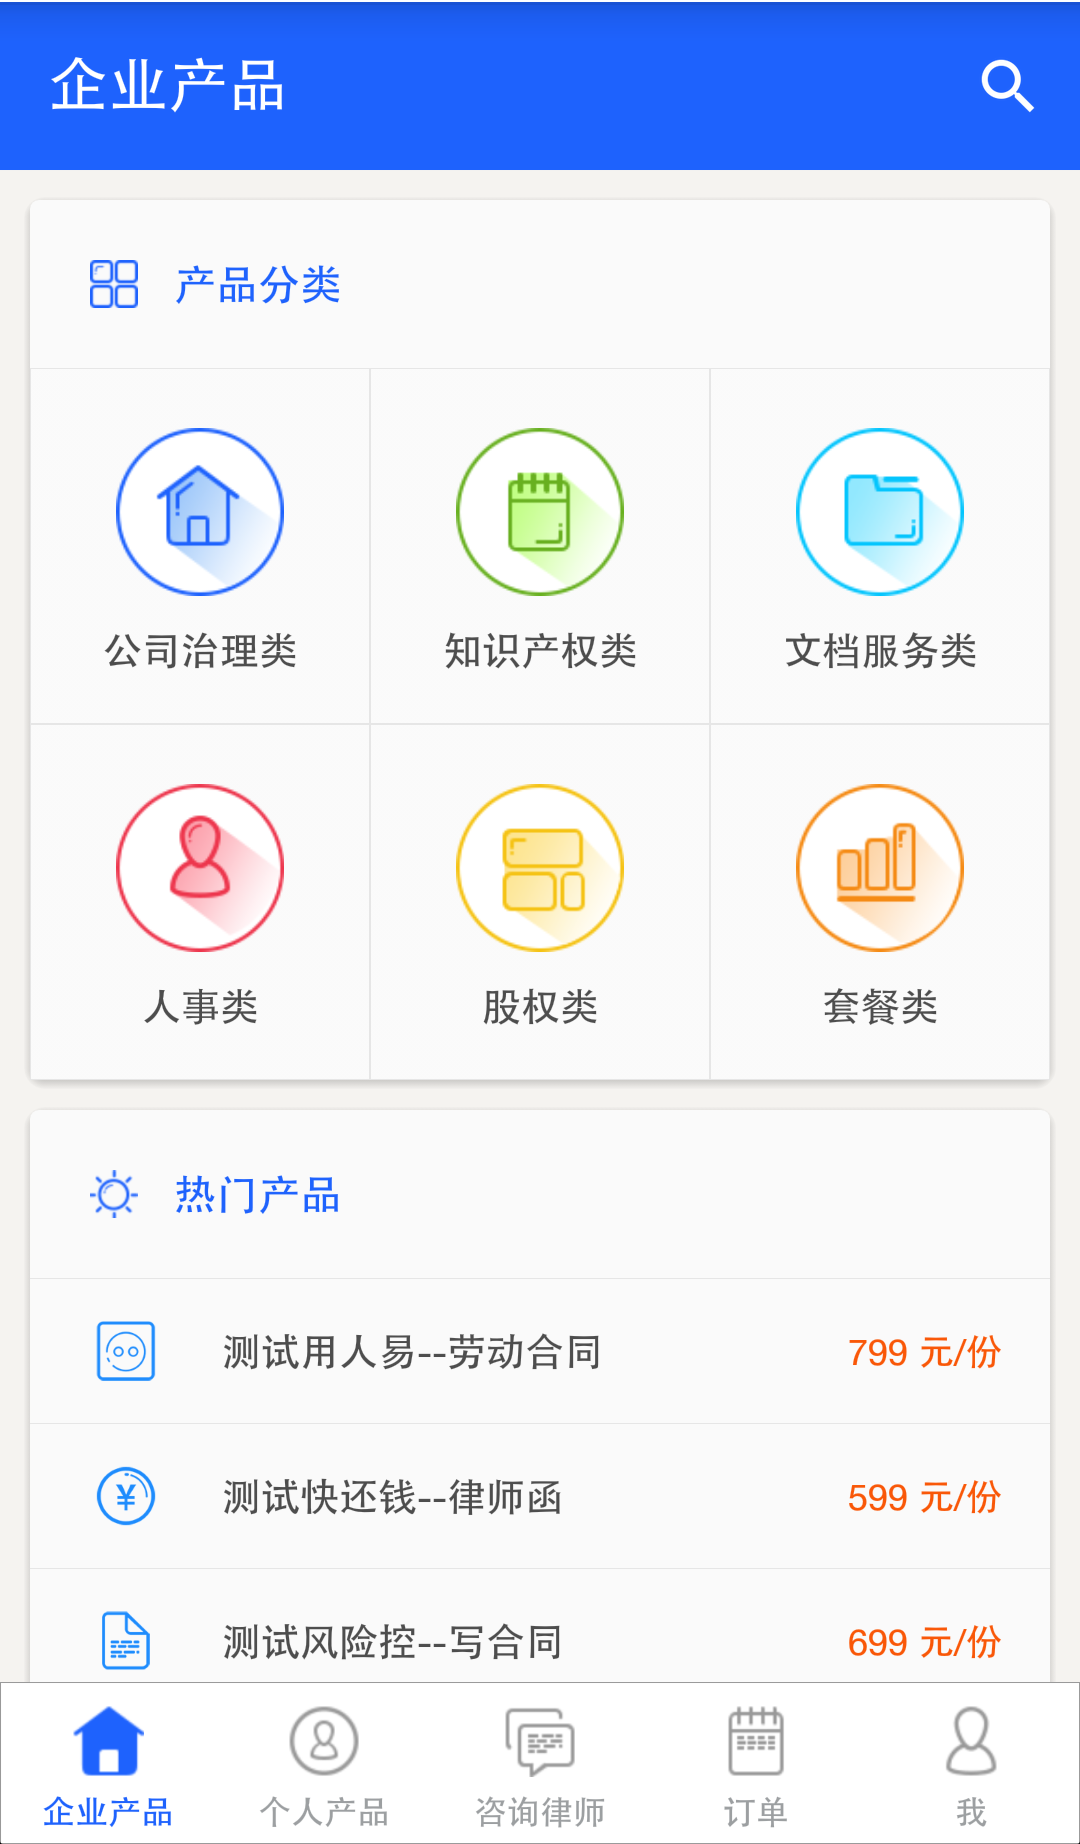 企业产品
产品分类
公司治理类
知识产权类
文档服务类
人事类
股权类
套餐类
热门产品
测试用人易--劳动合同 799 元/份
测试快还钱--律师函 599 元/份
测试风险控--写合同 699 元/份
企业产品
个人产品
咨询律师
订单
我